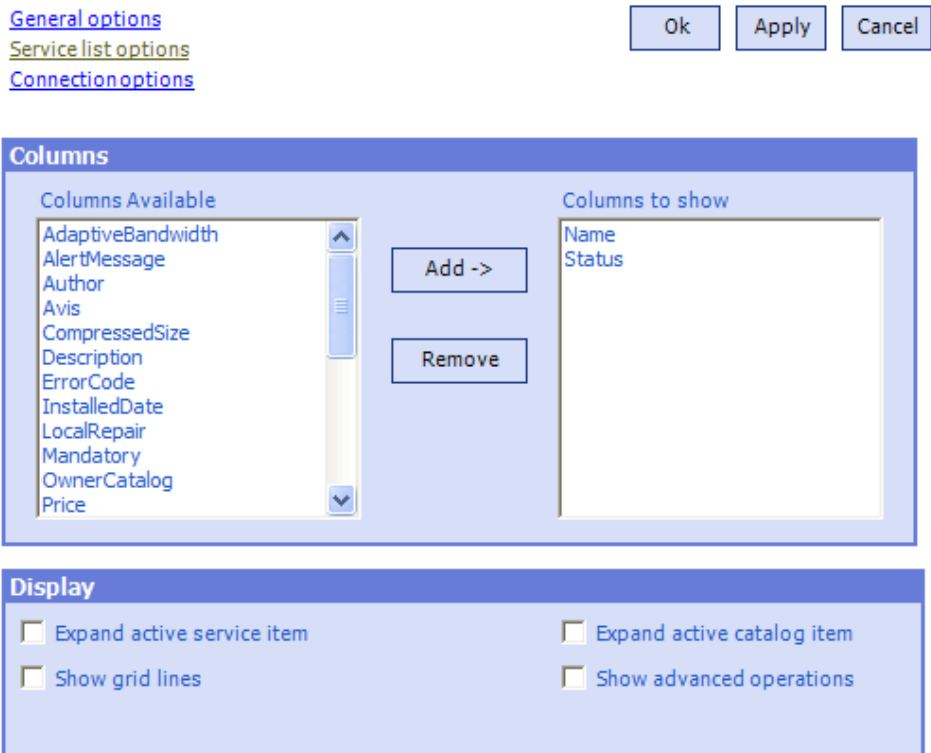 General options
Service list options
Connection options
Ok Apply Cancel
Columns
Columns Available
AdaptiveBandwidth
AlertMessage
Author
Avis
CompressedSize
Description
ErrorCode
InstalledDate
LocalRepair
Mandatory
OwnerCatalog
Price
Add ->
Remove
Columns to show
Name
Status
Display
Expand active service item
Expand active catalog item
Show grid lines
Show advanced operations